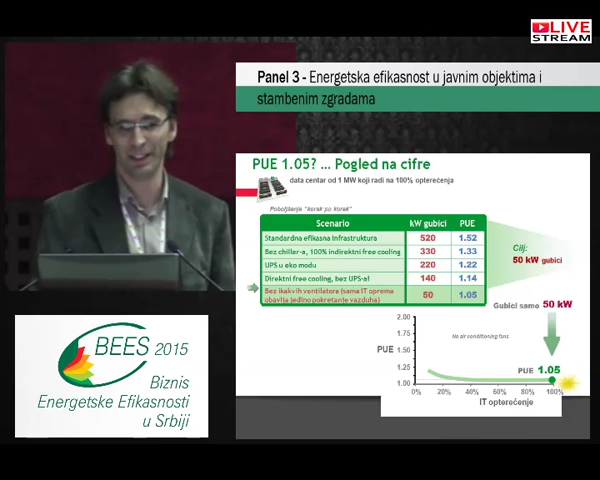 LIVE
STREAM
Panel 3 - Energetska efikasnost u javnim objektima i
stambenim zgradama
PUE 1.05? ... Pogled na cifre
data centar od 1 MW koji radi na 100% opterećenja
Poboljšanje "korak po korak"
Scenario kW gubici PUE
Standardna efikasna infrastruktura 520 1.52
Bez chiller-a, 100% indirektni free cooling 330 1.33
UPS u eko modu 220 1.22
Direktni free cooling, bez UPS-a! 140 1.14
Bez ikakvih ventilatora (sama IT oprema
obavlja jedino pokretanje vazduha) 50 1.05
Cilj:
50 kW gubici
Gubici samo 50 kW
2.00
1.75
1.50
1.25
1.00
PUE
No air conditioning fans
PUE 1.05
0% 10% 20% 30% 40% 50% 60% 70% 80% 100%
IT opterećenje
BEES 2015
Biznis
Energetske Efikasnosti
u Srbiji